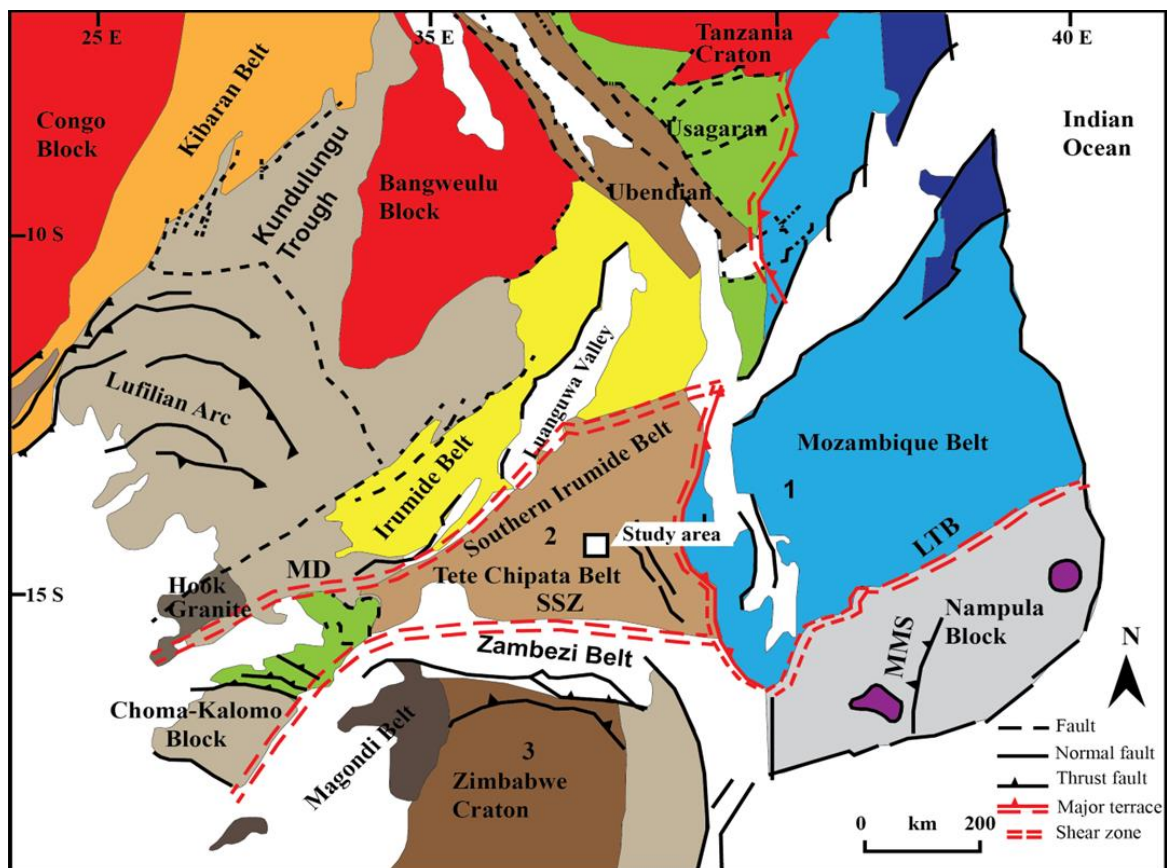 25 E
35 E
40 E
Tanzania
Craton
Kibaran Belt
Congo
Block
Kundulungu
Trough
Usagaran
Indian
Ocean
Bangweulu
Block
Ubendian
10 S
Luanguwa Valley
Lufilian Arc
Irumide Belt
Southern Irumide Belt
Mozambique Belt
1
2
Study area
LTB
MD
Tete Chipata Belt
SSZ
Hook
Granite
15 S
Nampula
Block
MMS
N
Zambezi Belt
Choma-Kalomo
Block
Magondi Belt
3
Zimbabwe
Craton
Fault
Normal fault
Thrust fault
Major terrace
Shear zone
0 km 200